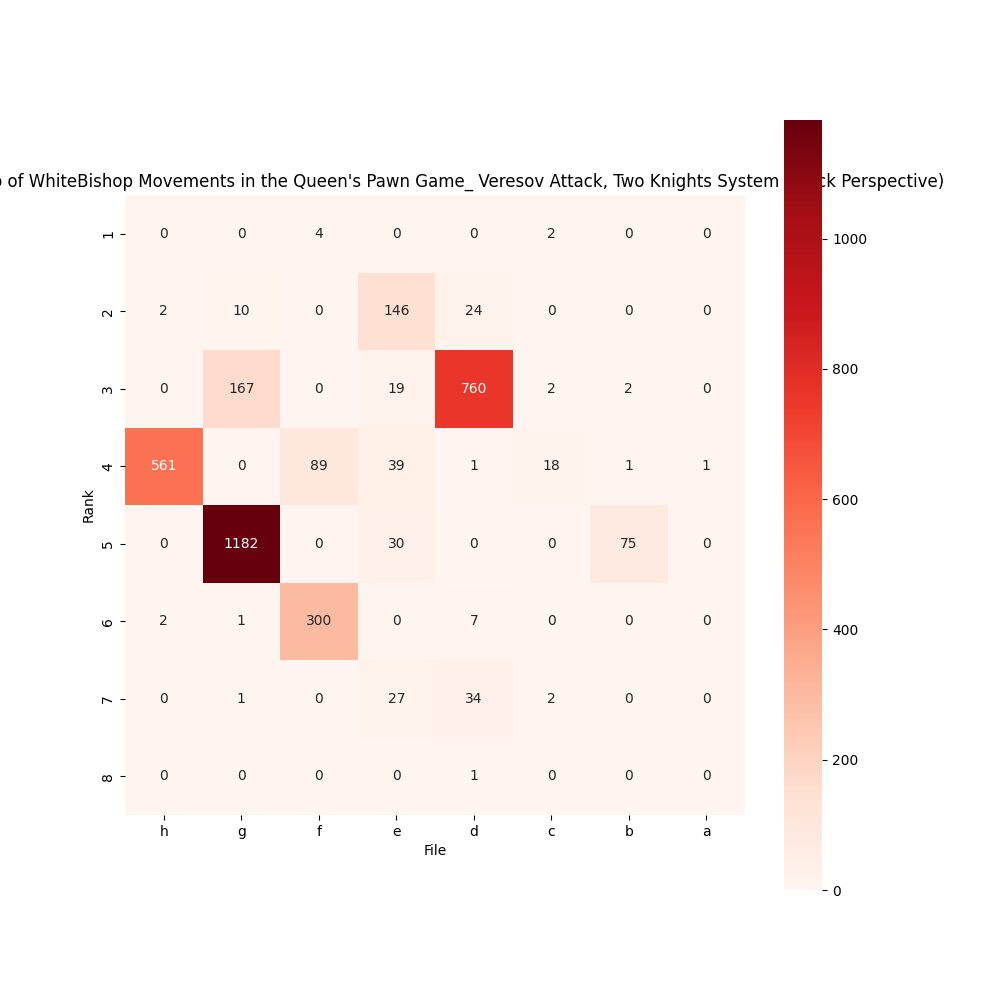 of WhiteBishop Movements in the Queen's Pawn Game_ Veresov Attack, Two Knights System ck Perspective)
1 0 0 4 0 0 2 0 0
2 2 10 0 146 24 0 0 0
3 0 167 0 19 760 2 2 0
4 561 0 89 39 1 18 1 1
5 0 1182 0 30 0 0 75 0
6 2 1 300 0 7 0 0 0
7 0 1 0 27 34 2 0 0
8 0 0 0 0 1 0 0 0
h g f e d c b a
File
Rank
1000
800
600
400
200
0